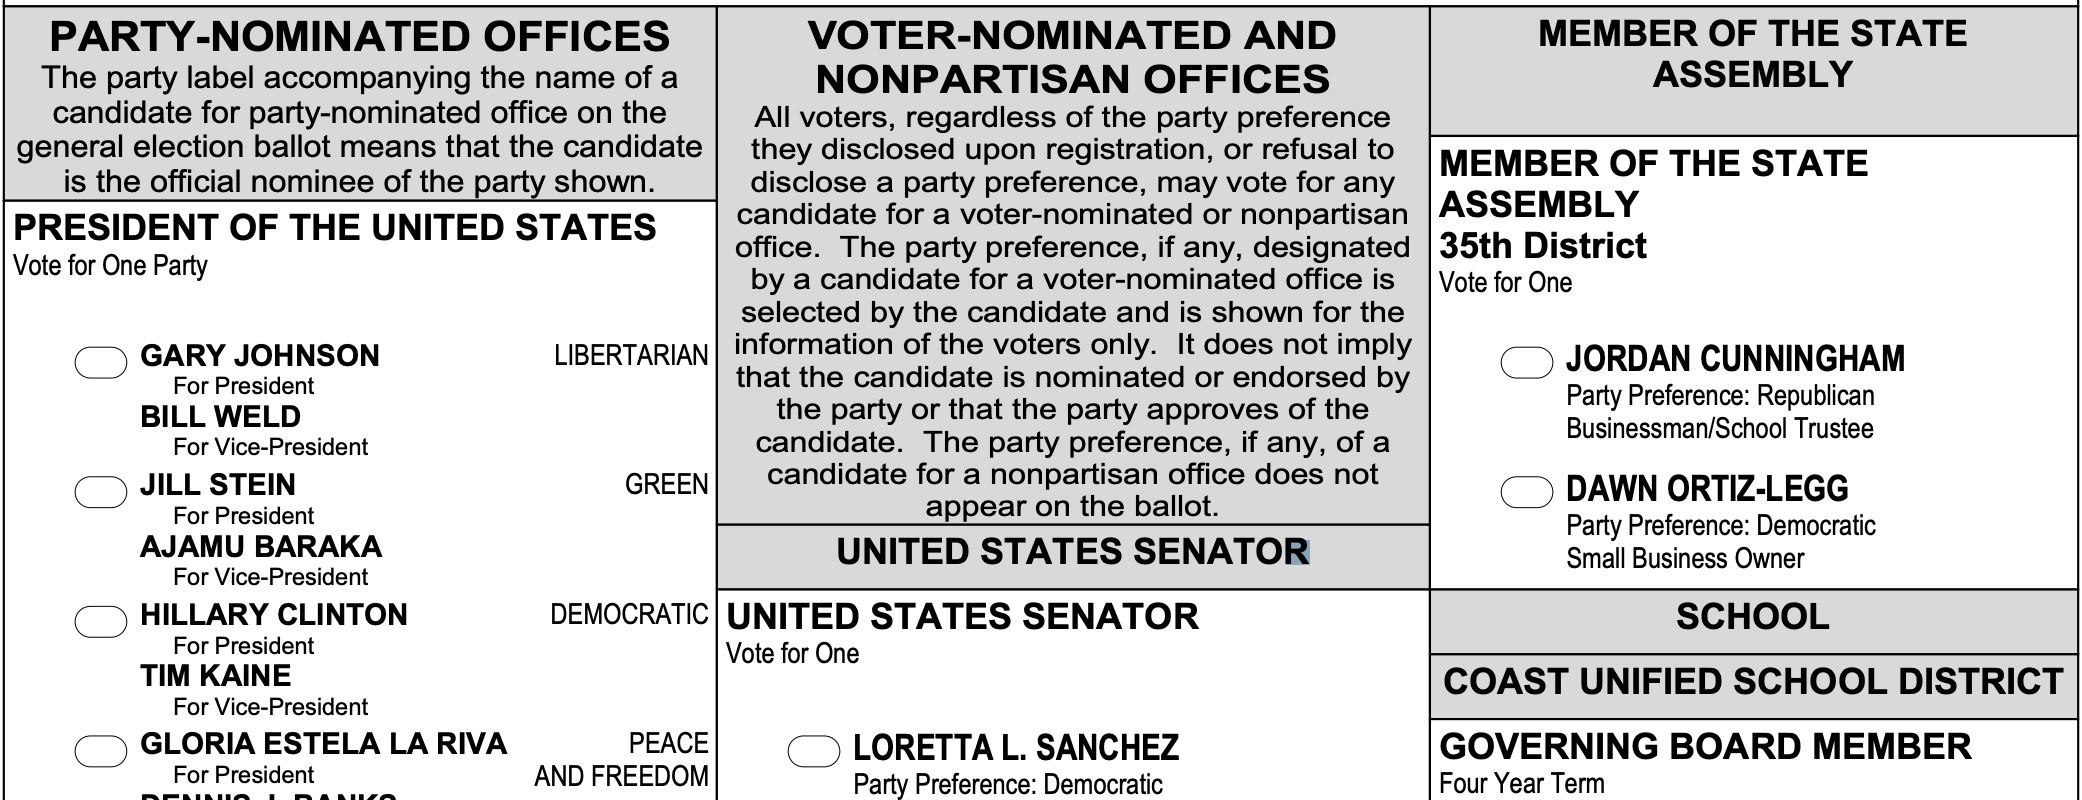 PARTY-NOMINATED OFFICES
The party label accompanying the name of a
candidate for party-nominated office on the
general election ballot means that the candidate
is the official nominee of the party shown.
PRESIDENT OF THE UNITED STATES
Vote for One Party
GARY JOHNSON LIBERTARIAN
For President
BILL WELD
For Vice-President
JILL STEIN GREEN
For President
AJAMU BARAKA
For Vice-President
HILLARY CLINTON DEMOCRATIC
For President
TIM KAINE
For Vice-President
GLORIA ESTELA LA RIVA PEACE
For President AND FREEDOM
DENNIS J. BANKS
VOTER-NOMINATED AND
NONPARTISAN OFFICES
All voters, regardless of the party preference
they disclosed upon registration, or refusal to
disclose a party preference, may vote for any
candidate for a voter-nominated or nonpartisan
office. The party preference, if any, designated
by a candidate for a voter-nominated office is
selected by the candidate and is shown for the
information of the voters only. It does not imply
that the candidate is nominated or endorsed by
the party or that the party approves of the
candidate. The party preference, if any, of a
candidate for a nonpartisan office does not
appear on the ballot.
UNITED STATES SENATOR
UNITED STATES SENATOR
Vote for One
LORETTA L. SANCHEZ
Party Preference: Democratic
MEMBER OF THE STATE
ASSEMBLY
MEMBER OF THE STATE
ASSEMBLY
35th District
Vote for One
JORDAN CUNNINGHAM
Party Preference: Republican
Businessman/School Trustee
DAWN ORTIZ-LEGG
Party Preference: Democratic
Small Business Owner
SCHOOL
COAST UNIFIED SCHOOL DISTRICT
GOVERNING BOARD MEMBER
Four Year Term